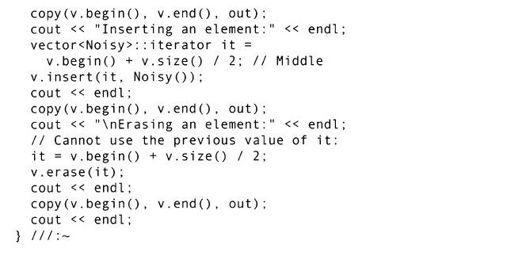 copy(v.begin(), v.end(), out);
cout << "Inserting an element:" << endl;
vector<Noisy>::iterator it =
v.begin() + v.size() / 2; // Middle
v.insert(it, Noisy());
cout << endl;
copy(v.begin(), v.end(), out);
cout << "\nErasing an element:" << endl;
// Cannot use the previous value of it:
it = v.begin() + v.size() / 2;
v.erase(it);
cout << endl;
copy(v.begin(), v.end(), out);
cout << endl;
} ///:~